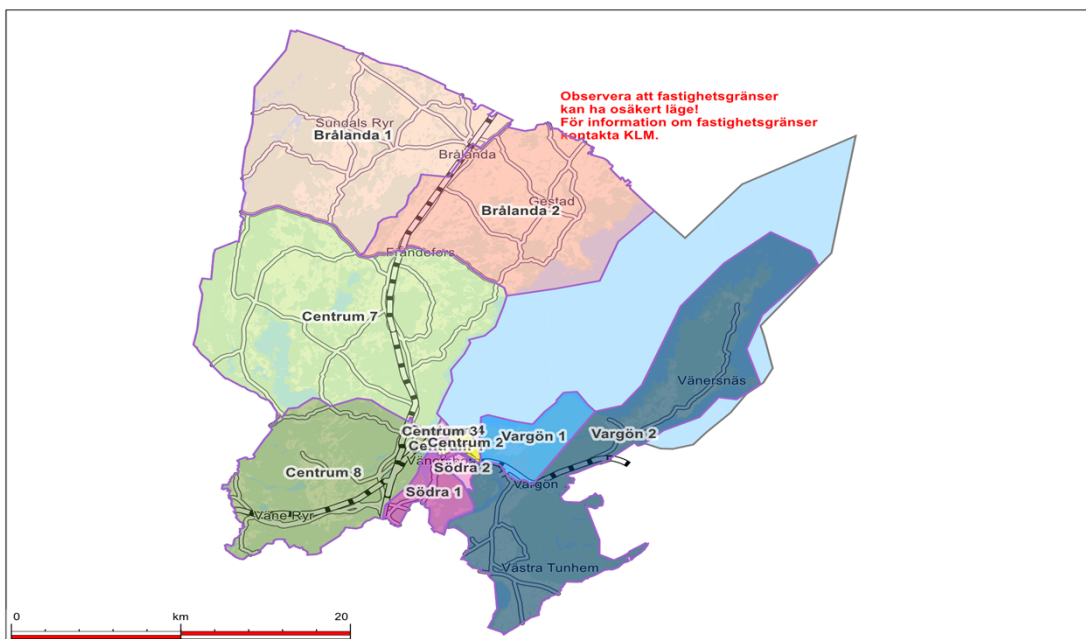 Observera att fastighetsgränser
kan ha osäkert läge!
För information om fastighetsgränser
kontakta KLM.
Sundals Ryr
Brålanda 1
Brålanda
Gestad
Brålanda 2
Frändefors
Centrum 7
Vänersnäs
Centrum 34
Centrum 2
Vargön 1
Vargön 2
Södra 2
Centrum 8
Vargön
Södra 1
Vane Ryr
Västra Tunhem
0 km 20